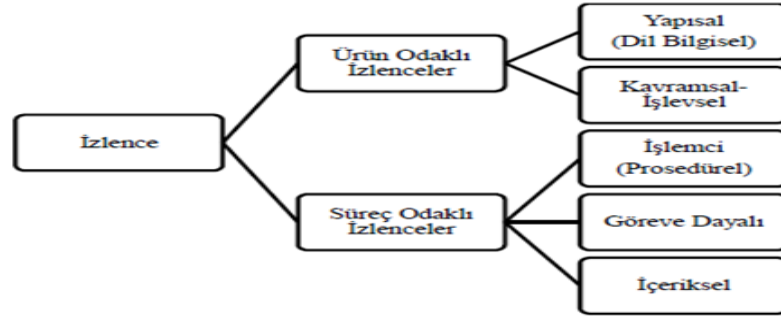 İzlence
Ürün Odaklı
İzlenceler
Yapısal
(Dil Bilgisel)
Kavramsal-
İşlevsel
Süreç Odaklı
İzlenceler
İşlemci
(Prosedürel)
Göreve Dayalı
İçeriksel